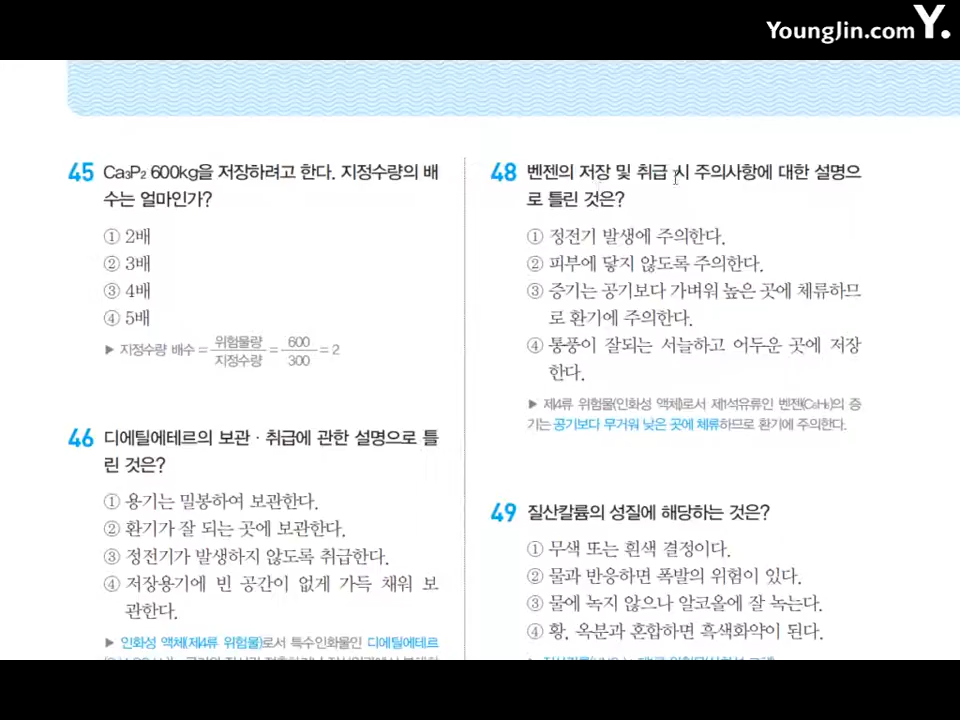 YoungJin.com Y.
45 Ca₃P₂ 600kg을 저장하려고 한다. 지정수량의 배
수는 얼마인가?
① 2배
② 3배
③ 4배
④ 5배
▶ 지정수량 배수 = 위험물량/지정수량 = 600/300 = 2
46 디에틸에테르의 보관·취급에 관한 설명으로 틀
린 것은?
① 용기는 밀봉하여 보관한다.
② 환기가 잘 되는 곳에 보관한다.
③ 정전기가 발생하지 않도록 취급한다.
④ 저장용기에 빈 공간이 없게 가득 채워 보
관한다.
▶ 인화성 액체(제4류 위험물)로서 특수인화물인 디에틸에테르
48 벤젠의 저장 및 취급 시 주의사항에 대한 설명으
로 틀린 것은?
① 정전기 발생에 주의한다.
② 피부에 닿지 않도록 주의한다.
③ 증기는 공기보다 가벼워 높은 곳에 체류하므
로 환기에 주의한다.
④ 통풍이 잘되는 서늘하고 어두운 곳에 저장
한다.
▶ 제4류 위험물(인화성 액체)로서 제1석유류인 벤젠(C₆H₆)의 증
기는 공기보다 무거워 낮은 곳에 체류하므로 환기에 주의한다.
49 질산칼륨의 성질에 해당하는 것은?
① 무색 또는 흰색 결정이다.
② 물과 반응하면 폭발의 위험이 있다.
③ 물에 녹지 않으나 알코올에 잘 녹는다.
④ 황, 목분과 혼합하면 흑색화약이 된다.